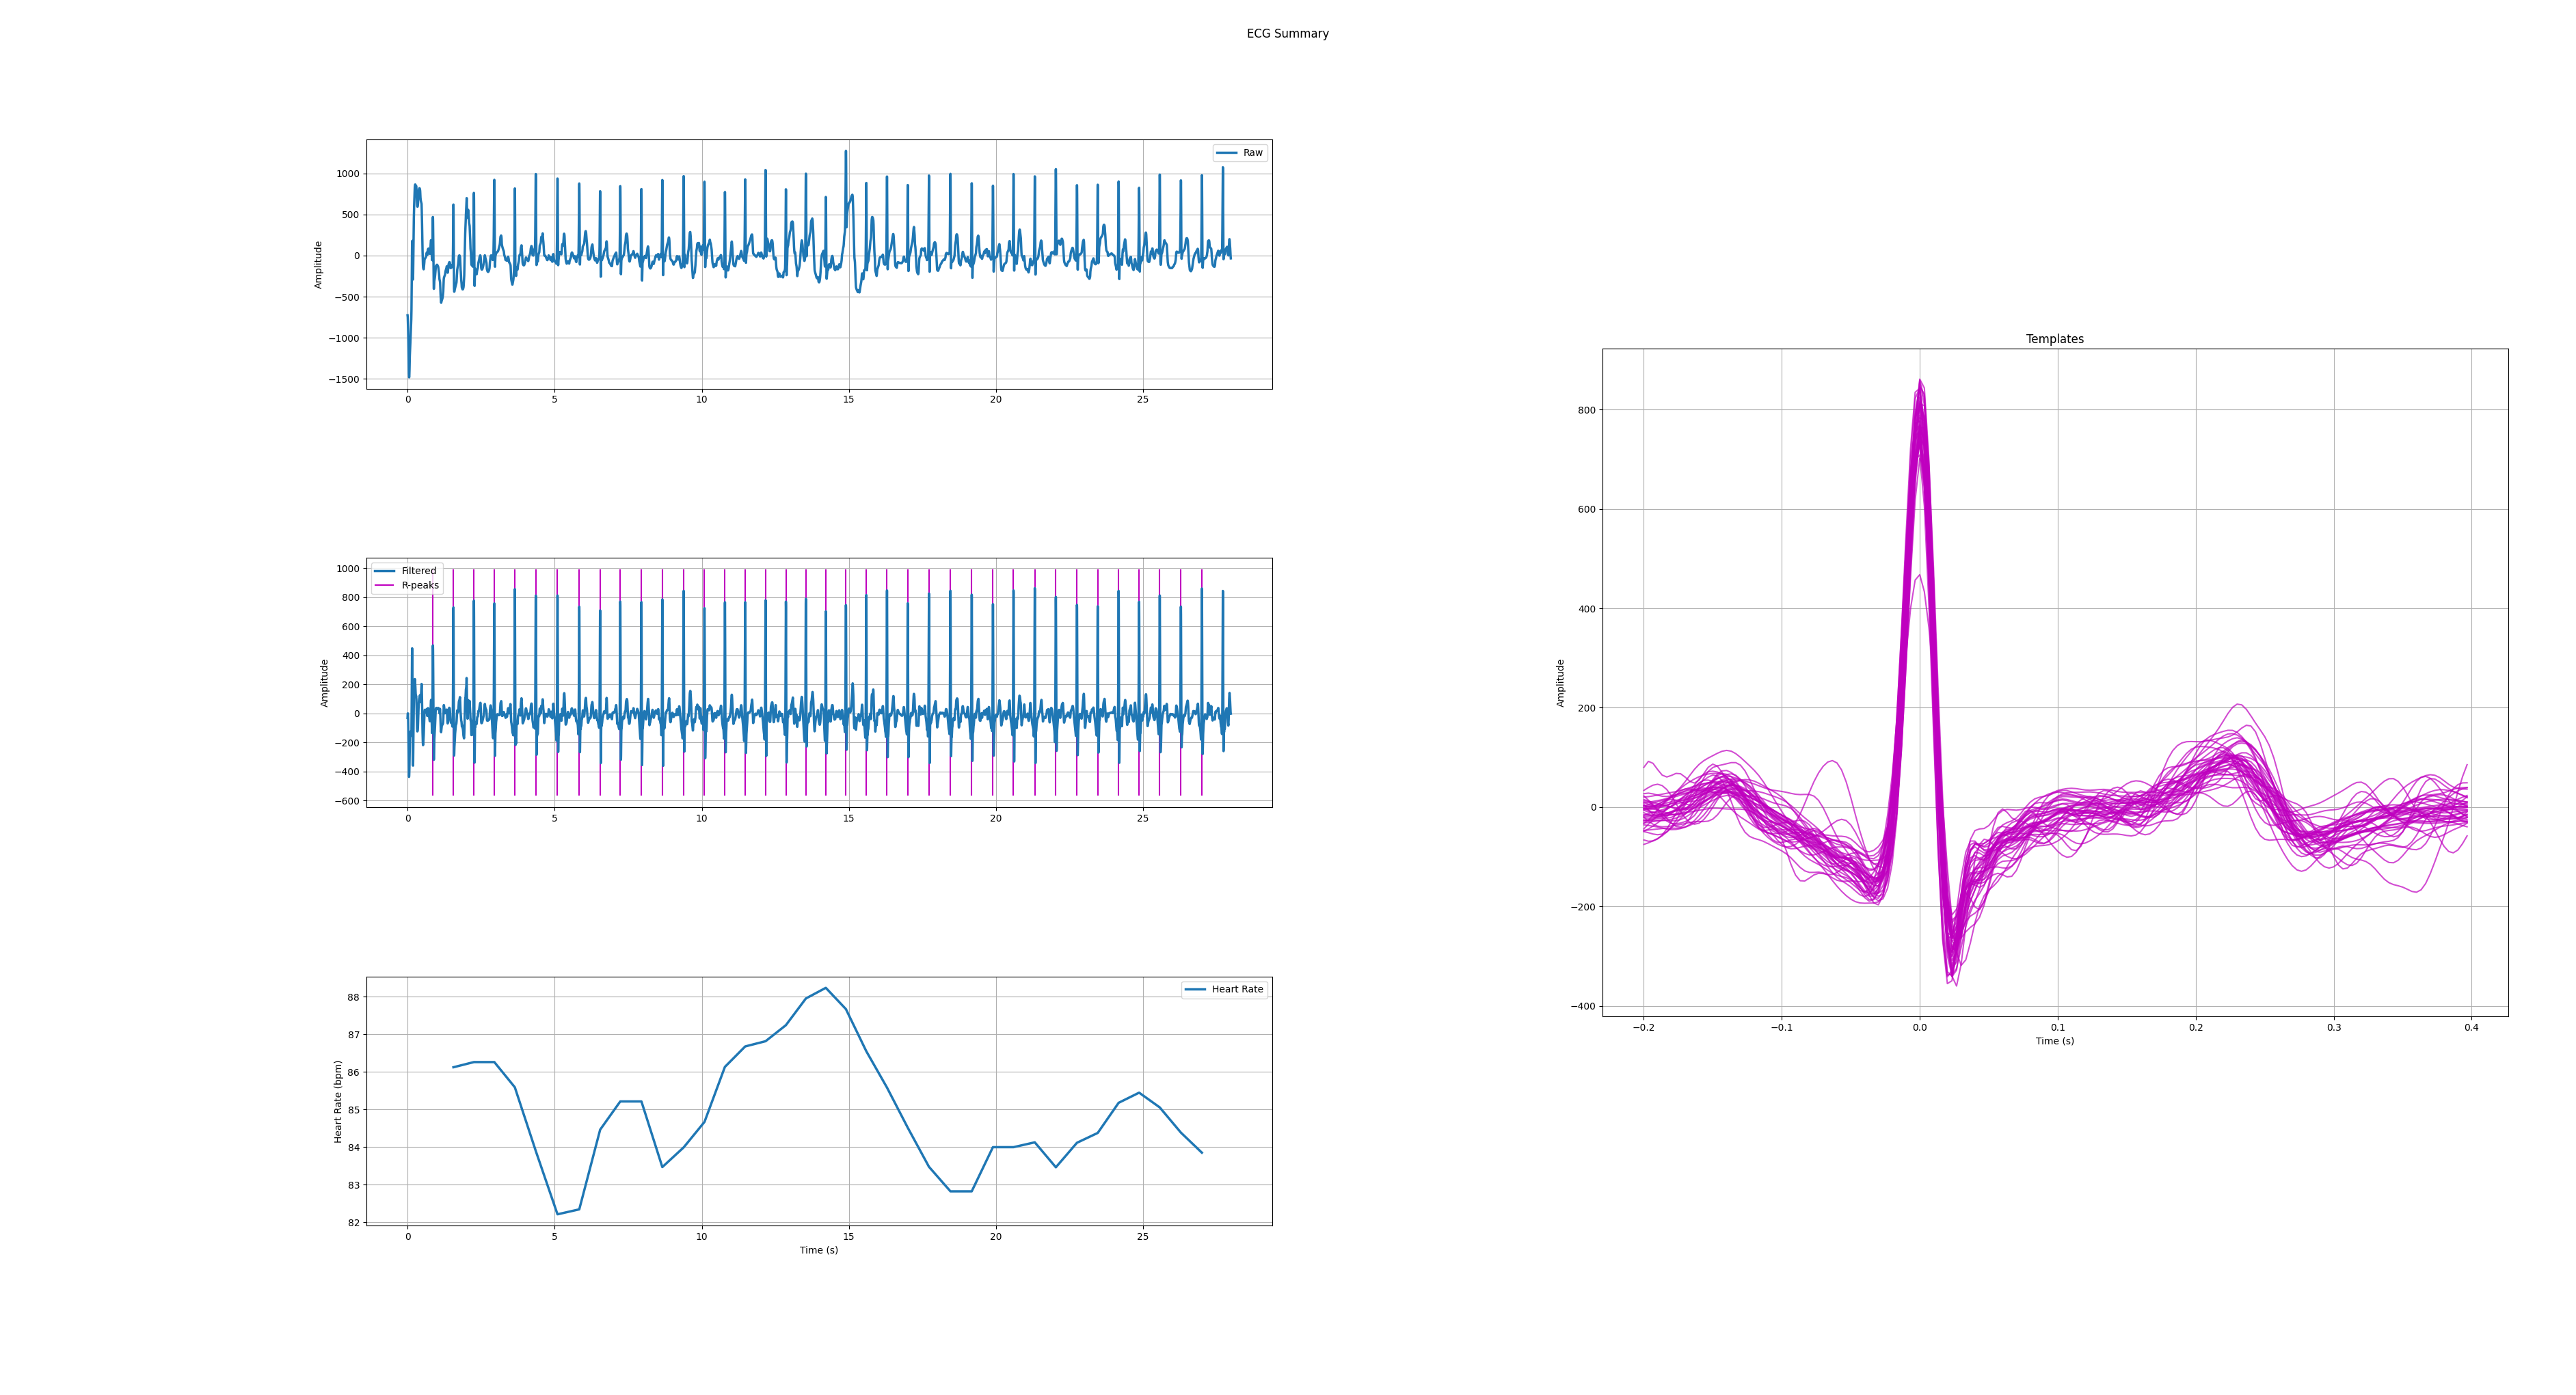 ECG Summary
Raw
Amplitude
1000
500
0
−500
−1000
−1500
0 5 10 15 20 25
Filtered
R-peaks
Amplitude
1000
800
600
400
200
0
−200
−400
−600
0 5 10 15 20 25
Heart Rate
Heart Rate (bpm)
88
87
86
85
84
83
82
0 5 10 15 20 25
Time (s)
Templates
Amplitude
800
600
400
200
0
−200
−400
−0.2 −0.1 0.0 0.1 0.2 0.3 0.4
Time (s)